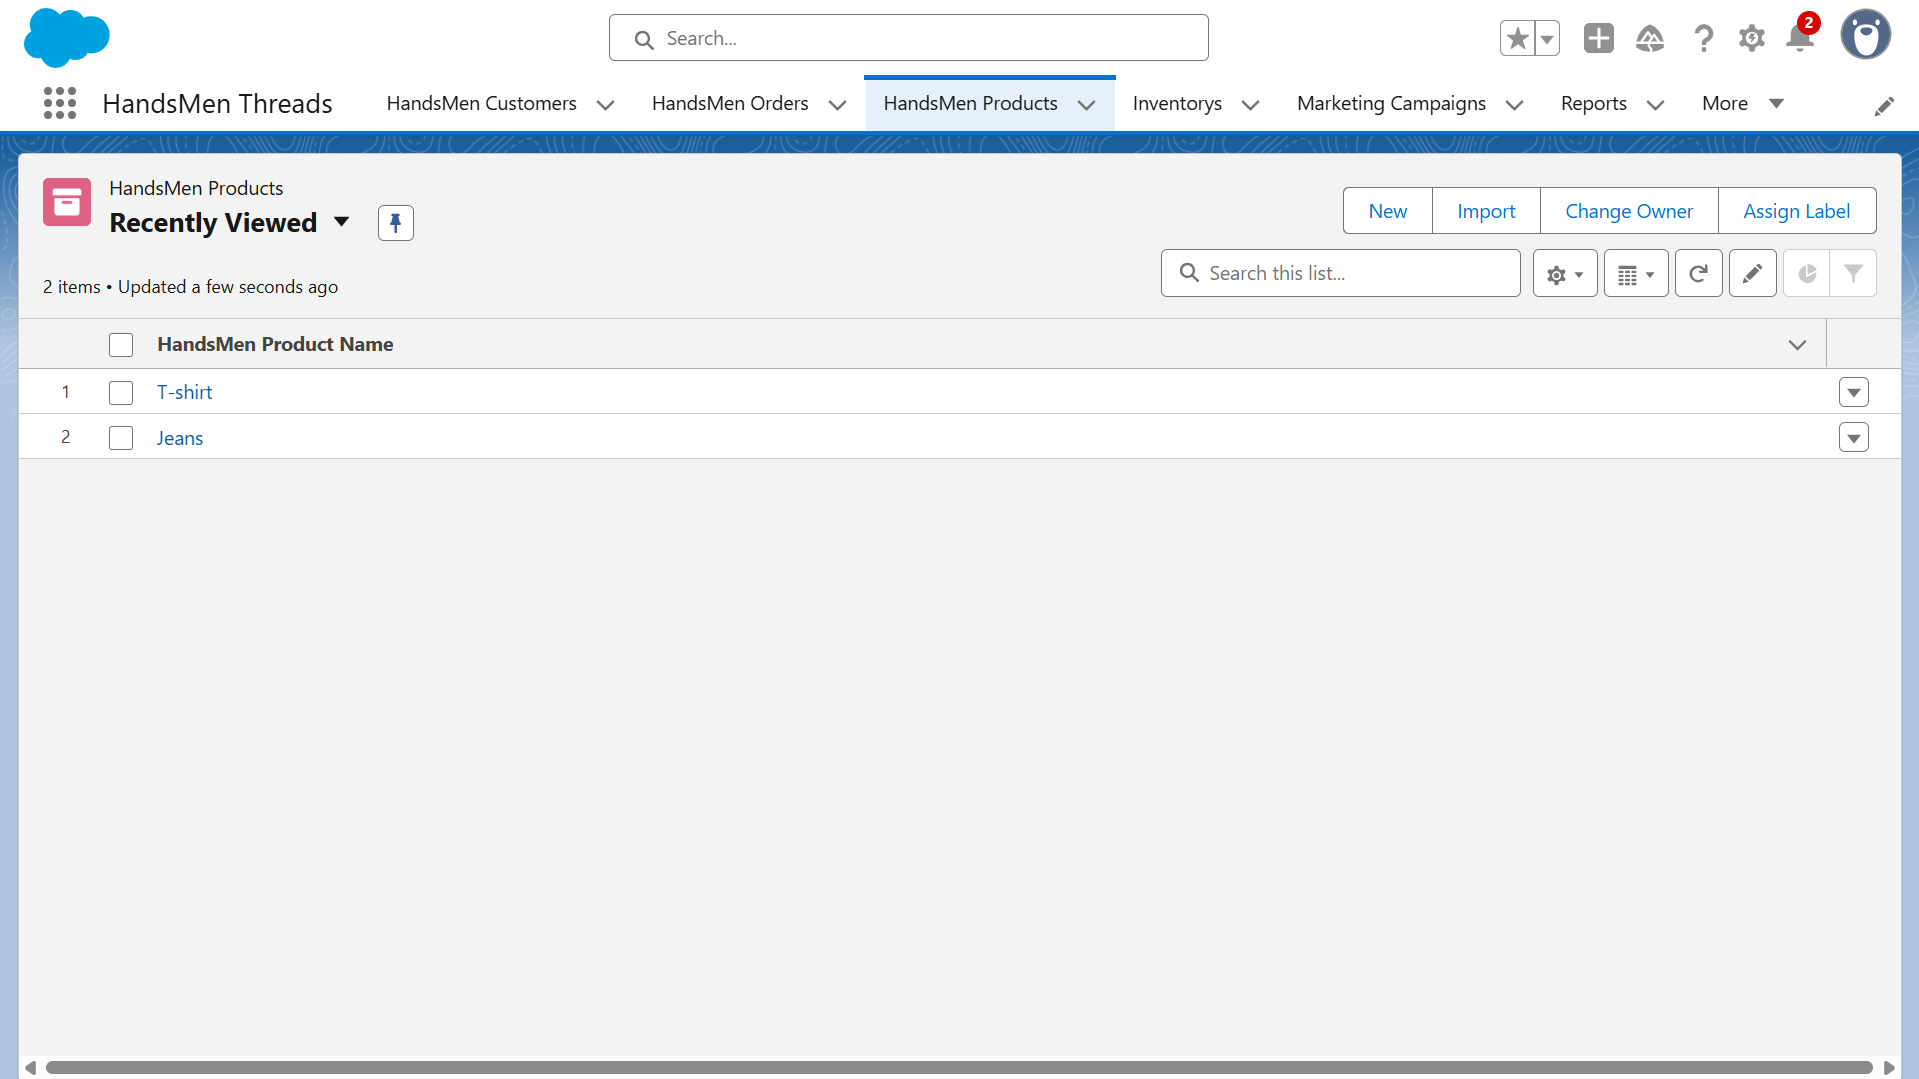 Search...
2
HandsMen Threads
HandsMen Customers
HandsMen Orders
HandsMen Products
Inventorys
Marketing Campaigns
Reports
More
HandsMen Products
Recently Viewed
New
Import
Change Owner
Assign Label
2 items • Updated a few seconds ago
Search this list...
HandsMen Product Name
1 T-shirt
2 Jeans